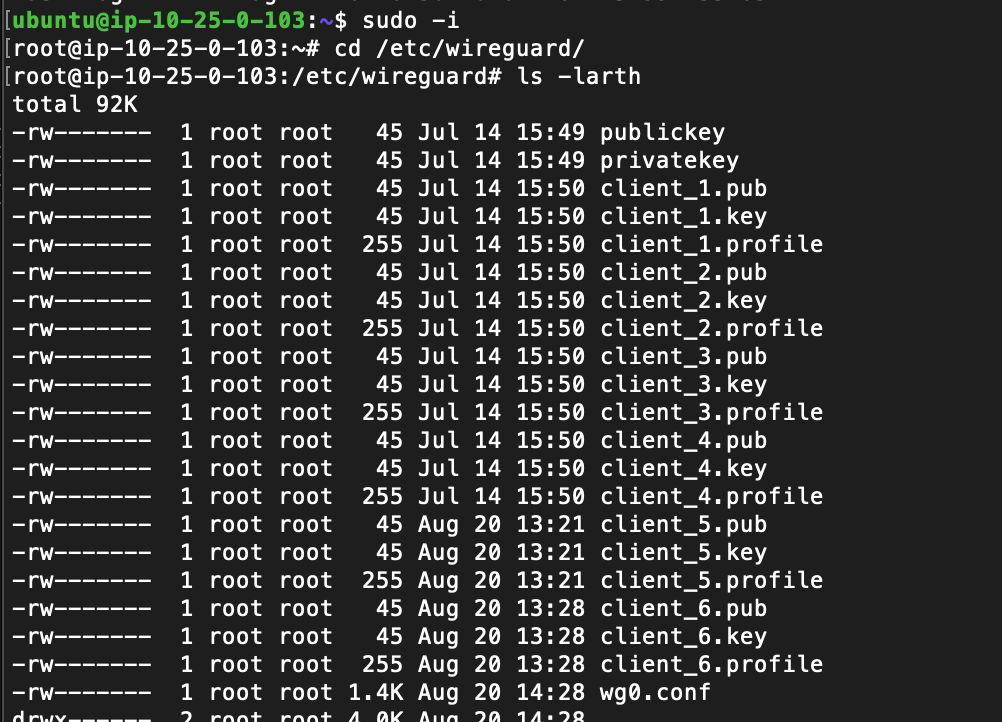 [ubuntu@ip-10-25-0-103:~$ sudo -i
[root@ip-10-25-0-103:~# cd /etc/wireguard/
[root@ip-10-25-0-103:/etc/wireguard# ls -larth
total 92K
-rw------- 1 root root 45 Jul 14 15:49 publickey
-rw------- 1 root root 45 Jul 14 15:49 privatekey
-rw------- 1 root root 45 Jul 14 15:50 client_1.pub
-rw------- 1 root root 45 Jul 14 15:50 client_1.key
-rw------- 1 root root 255 Jul 14 15:50 client_1.profile
-rw------- 1 root root 45 Jul 14 15:50 client_2.pub
-rw------- 1 root root 45 Jul 14 15:50 client_2.key
-rw------- 1 root root 255 Jul 14 15:50 client_2.profile
-rw------- 1 root root 45 Jul 14 15:50 client_3.pub
-rw------- 1 root root 45 Jul 14 15:50 client_3.key
-rw------- 1 root root 255 Jul 14 15:50 client_3.profile
-rw------- 1 root root 45 Jul 14 15:50 client_4.pub
-rw------- 1 root root 45 Jul 14 15:50 client_4.key
-rw------- 1 root root 255 Jul 14 15:50 client_4.profile
-rw------- 1 root root 45 Aug 20 13:21 client_5.pub
-rw------- 1 root root 45 Aug 20 13:21 client_5.key
-rw------- 1 root root 255 Aug 20 13:21 client_5.profile
-rw------- 1 root root 45 Aug 20 13:28 client_6.pub
-rw------- 1 root root 45 Aug 20 13:28 client_6.key
-rw------- 1 root root 255 Aug 20 13:28 client_6.profile
-rw------- 1 root root 1.4K Aug 20 14:28 wg0.conf
drwx------ 2 root root 4.0K Aug 20 14:28